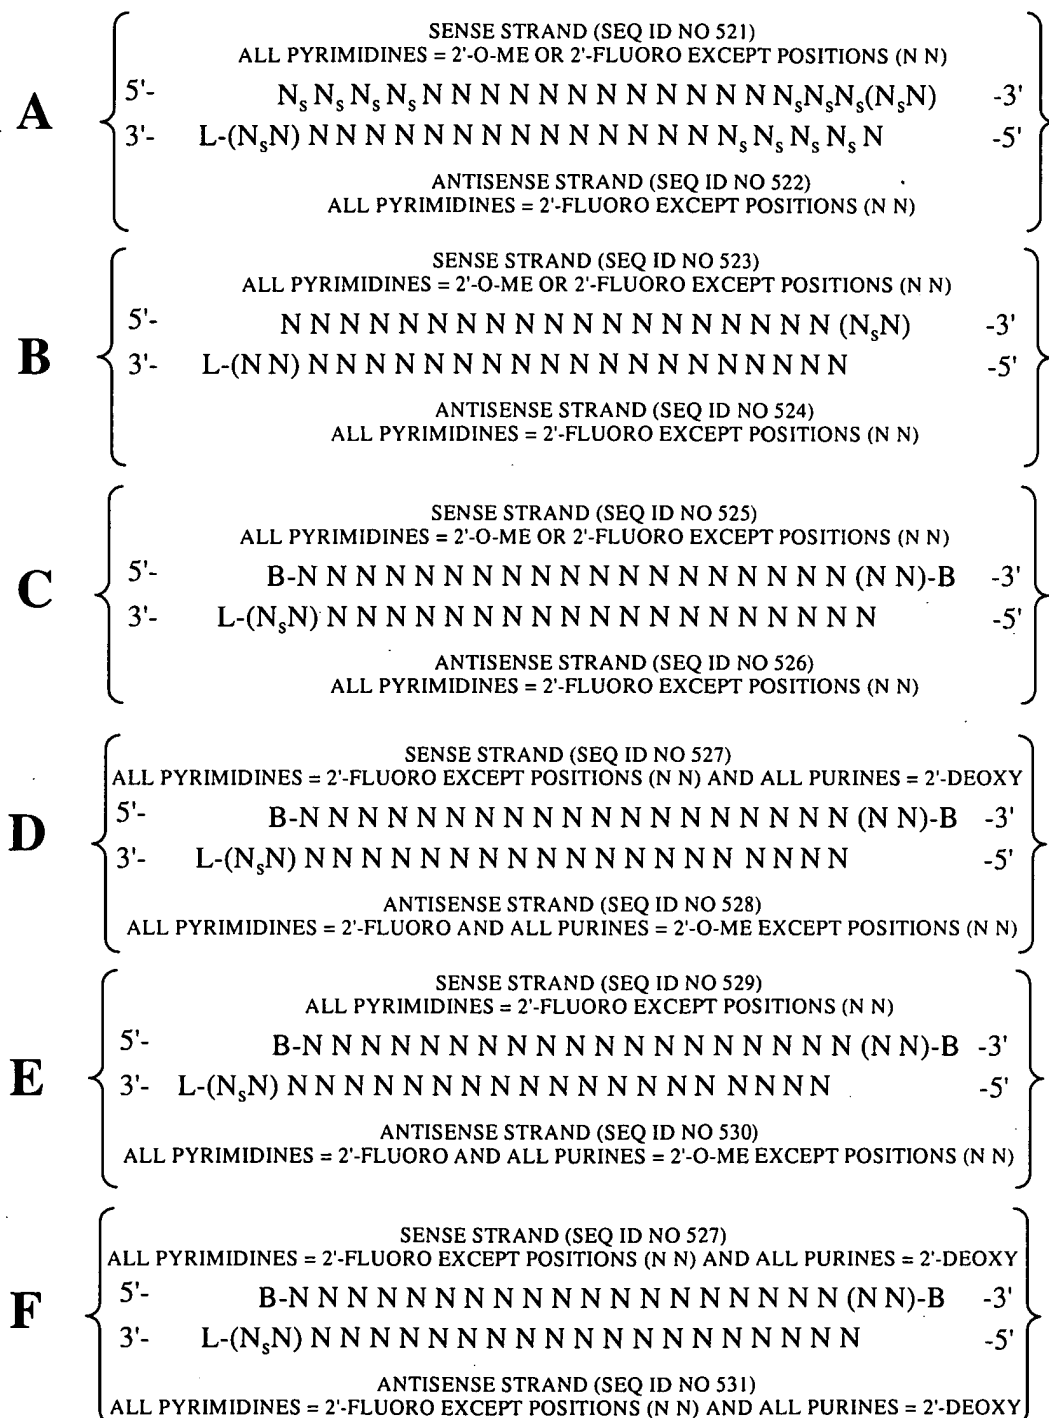 A
SENSE STRAND (SEQ ID NO 521)
ALL PYRIMIDINES = 2'-O-ME OR 2'-FLUORO EXCEPT POSITIONS (N N)
5'- NₛNₛNₛNₛN N N N N N N N N N N N NₛNₛNₛ(NₛN) -3'
3'- L-(NₛN) N N N N N N N N N N N N N N Nₛ Nₛ Nₛ Nₛ N -5'
ANTISENSE STRAND (SEQ ID NO 522)
ALL PYRIMIDINES = 2'-FLUORO EXCEPT POSITIONS (N N)
B
SENSE STRAND (SEQ ID NO 523)
ALL PYRIMIDINES = 2'-O-ME OR 2'-FLUORO EXCEPT POSITIONS (N N)
5'- N N N N N N N N N N N N N N N N N N N (NₛN) -3'
3'- L-(N N) N N N N N N N N N N N N N N N N N N N -5'
ANTISENSE STRAND (SEQ ID NO 524)
ALL PYRIMIDINES = 2'-FLUORO EXCEPT POSITIONS (N N)
C
SENSE STRAND (SEQ ID NO 525)
ALL PYRIMIDINES = 2'-O-ME OR 2'-FLUORO EXCEPT POSITIONS (N N)
5'- B-N N N N N N N N N N N N N N N N N N N (N N)-B -3'
3'- L-(NₛN) N N N N N N N N N N N N N N N N N N N -5'
ANTISENSE STRAND (SEQ ID NO 526)
ALL PYRIMIDINES = 2'-FLUORO EXCEPT POSITIONS (N N)
D
SENSE STRAND (SEQ ID NO 527)
ALL PYRIMIDINES = 2'-FLUORO EXCEPT POSITIONS (N N) AND ALL PURINES = 2'-DEOXY
5'- B-N N N N N N N N N N N N N N N N N N N (N N)-B -3'
3'- L-(NₛN) N N N N N N N N N N N N N N N N N N N -5'
ANTISENSE STRAND (SEQ ID NO 528)
ALL PYRIMIDINES = 2'-FLUORO AND ALL PURINES = 2'-O-ME EXCEPT POSITIONS (N N)
E
SENSE STRAND (SEQ ID NO 529)
ALL PYRIMIDINES = 2'-FLUORO EXCEPT POSITIONS (N N)
5'- B-N N N N N N N N N N N N N N N N N N N (N N)-B -3'
3'- L-(NₛN) N N N N N N N N N N N N N N N N N N N -5'
ANTISENSE STRAND (SEQ ID NO 530)
ALL PYRIMIDINES = 2'-FLUORO AND ALL PURINES = 2'-O-ME EXCEPT POSITIONS (N N)
F
SENSE STRAND (SEQ ID NO 527)
ALL PYRIMIDINES = 2'-FLUORO EXCEPT POSITIONS (N N) AND ALL PURINES = 2'-DEOXY
5'- B-N N N N N N N N N N N N N N N N N N N (N N)-B -3'
3'- L-(NₛN) N N N N N N N N N N N N N N N N N N N -5'
ANTISENSE STRAND (SEQ ID NO 531)
ALL PYRIMIDINES = 2'-FLUORO EXCEPT POSITIONS (N N) AND ALL PURINES = 2'-DEOXY